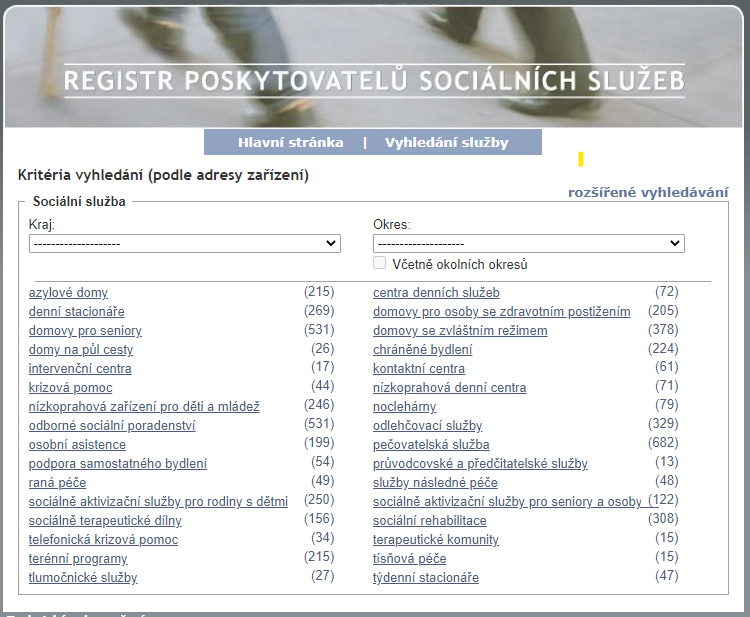 REGISTR POSKYTOVATELŮ SOCIÁLNÍCH SLUŽEB
Hlavní stránka | Vyhledání služby
Kritéria vyhledání (podle adresy zařízení)
rozšířené vyhledávání
Sociální služba
Kraj: Okres:
-------------------- --------------------
Včetně okolních okresů
azylové domy (215) centra denních služeb (72)
denní stacionáře (269) domovy pro osoby se zdravotním postižením (205)
domovy pro seniory (531) domovy se zvláštním režimem (378)
domy na půl cesty (26) chráněné bydlení (224)
intervenční centra (17) kontaktní centra (61)
krizová pomoc (44) nízkoprahová denní centra (71)
nízkoprahová zařízení pro děti a mládež (246) noclehárny (79)
odborné sociální poradenství (531) odlehčovací služby (329)
osobní asistence (199) pečovatelská služba (682)
podpora samostatného bydlení (54) průvodcovské a předčitatelské služby (13)
raná péče (49) služby následné péče (48)
sociálně aktivizační služby pro rodiny s dětmi (250) sociálně aktivizační služby pro seniory a osoby (122)
sociálně terapeutické dílny (156) sociální rehabilitace (308)
telefonická krizová pomoc (34) terapeutické komunity (15)
terénní programy (215) tísňová péče (15)
tlumočnické služby (27) týdenní stacionáře (47)